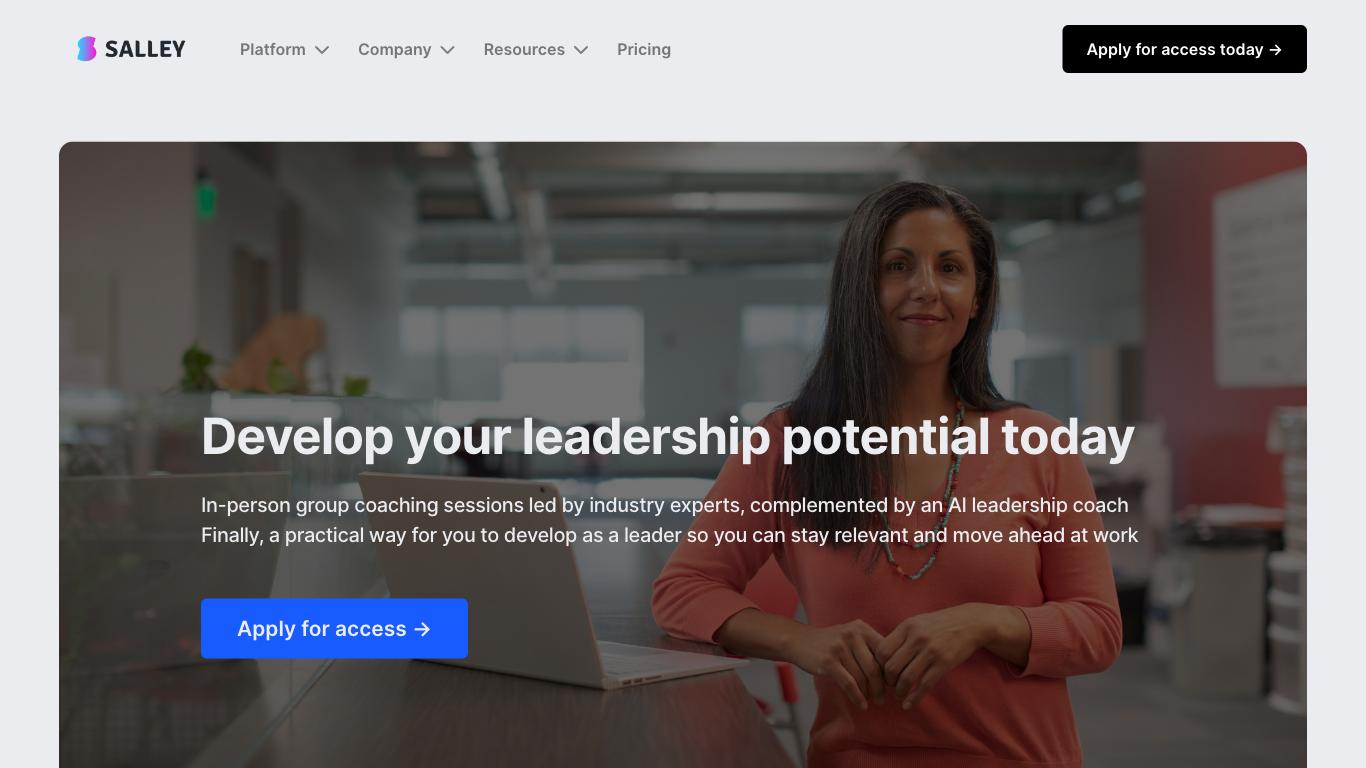 SALLEY
Platform
Company
Resources
Pricing
Apply for access today →
Develop your leadership potential today
In-person group coaching sessions led by industry experts, complemented by an AI leadership coach
Finally, a practical way for you to develop as a leader so you can stay relevant and move ahead at work
Apply for access →